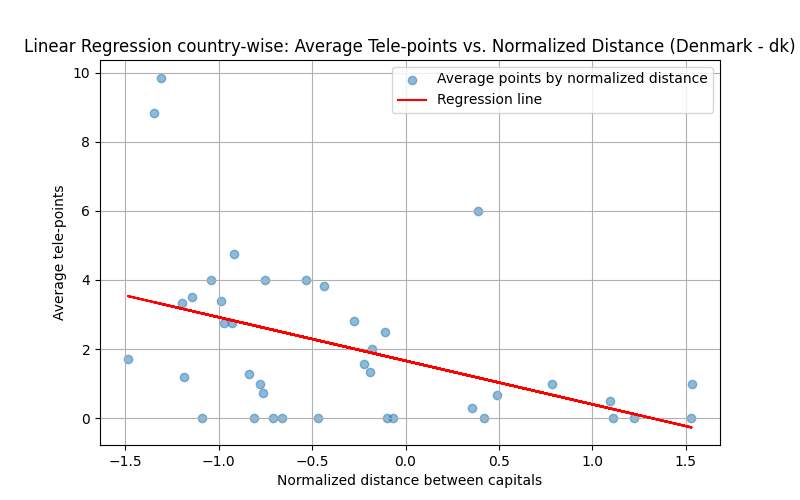 Linear Regression country-wise: Average Tele-points vs. Normalized Distance (Denmark - dk)
Average points by normalized distance
Regression line
Average tele-points
10
8
6
4
2
0
−1.5 −1.0 −0.5 0.0 0.5 1.0 1.5
Normalized distance between capitals